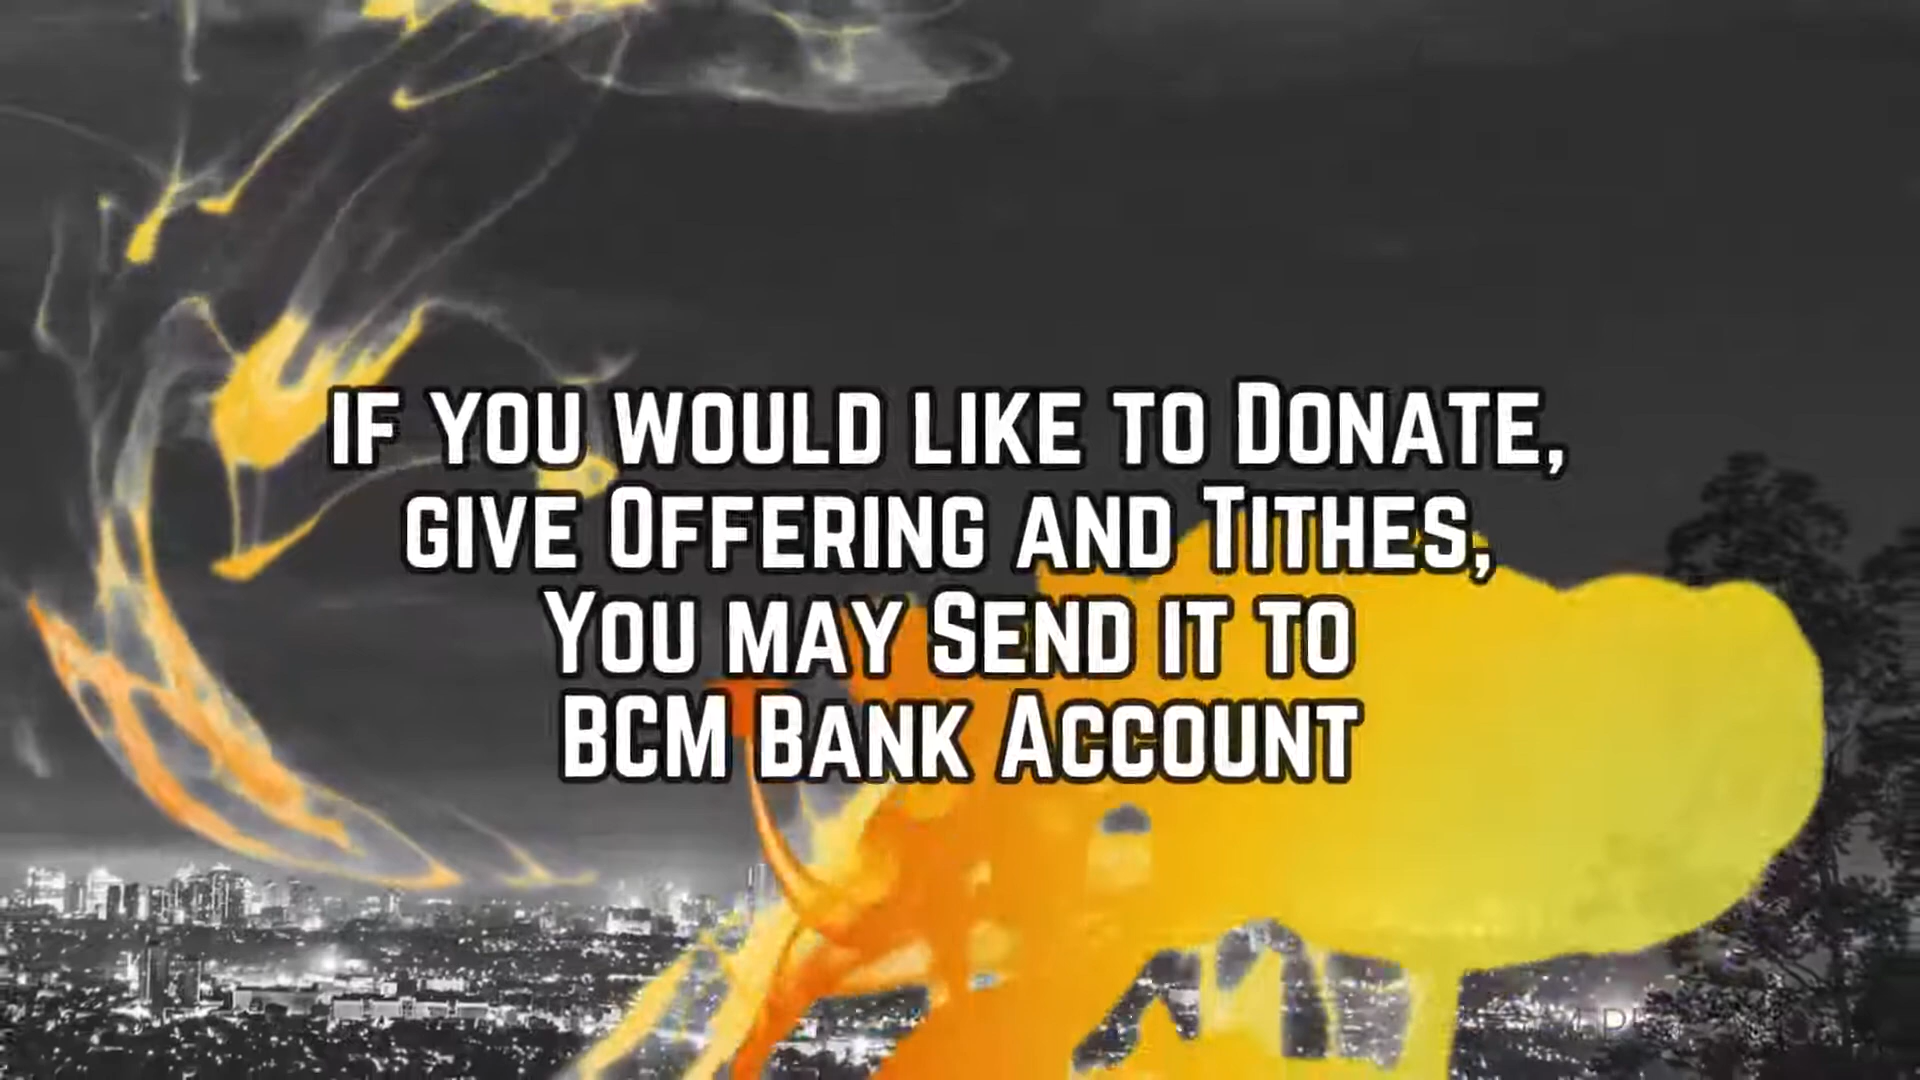 IF YOU WOULD LIKE TO DONATE,
GIVE OFFERING AND TITHES,
YOU MAY SEND IT TO
BCM BANK ACCOUNT